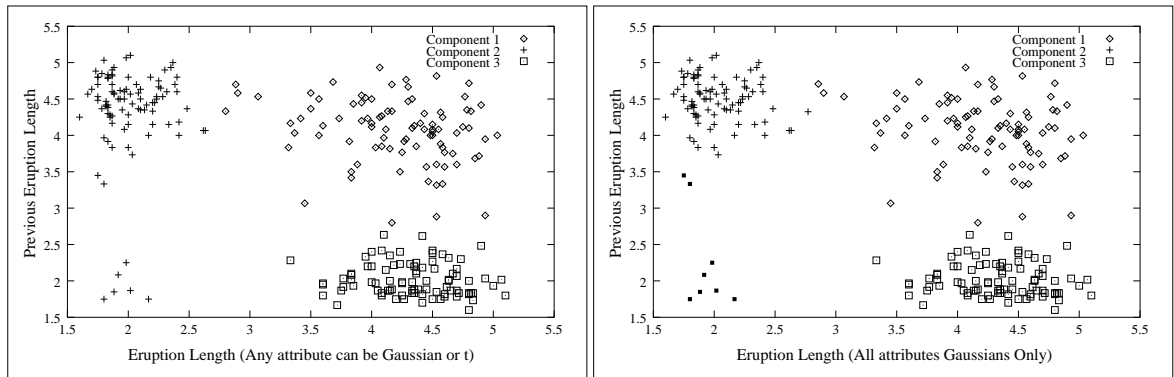 5.5
5
4.5
4
3.5
3
2.5
2
1.5
Previous Eruption Length
Component 1
Component 2
Component 3
1.5 2 2.5 3 3.5 4 4.5 5 5.5
Eruption Length (Any attribute can be Gaussian or t)
5.5
5
4.5
4
3.5
3
2.5
2
1.5
Previous Eruption Length
Component 1
Component 2
Component 3
1.5 2 2.5 3 3.5 4 4.5 5 5.5
Eruption Length (All attributes Gaussians Only)